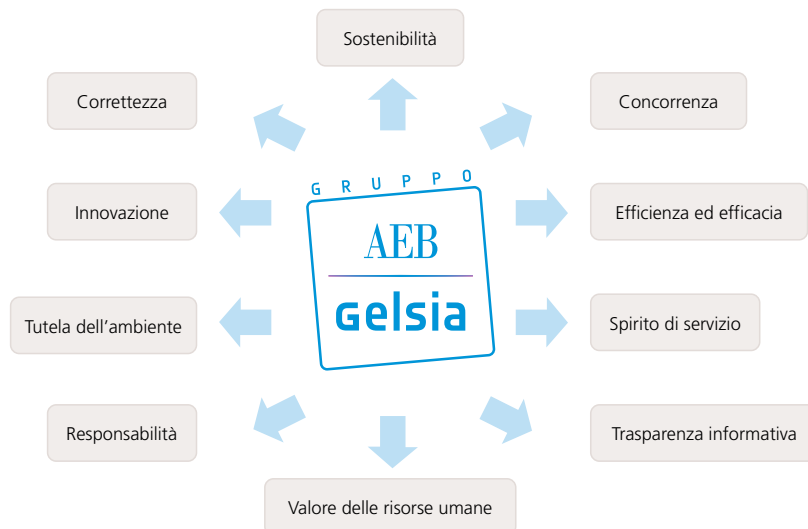 Sostenibilità
Correttezza
Concorrenza
GRUPPO
Innovazione
AEB
Efficienza ed efficacia
gelsia
Tutela dell'ambiente
Spirito di servizio
Responsabilità
Trasparenza informativa
Valore delle risorse umane